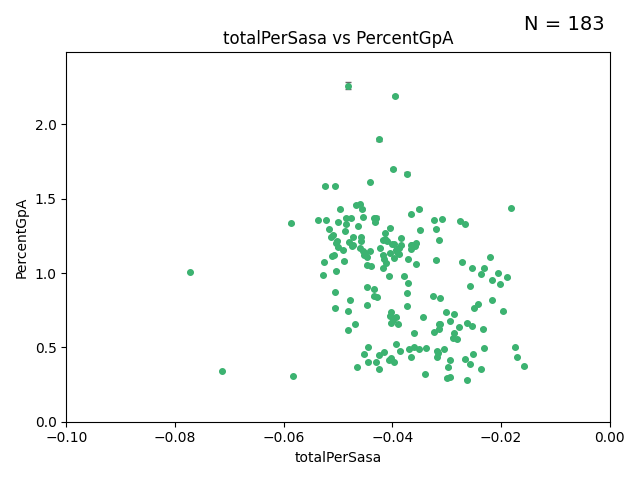 N = 183
totalPerSasa vs PercentGpA
PercentGpA
2.0
1.5
1.0
0.5
0.0
−0.10 −0.08 −0.06 −0.04 −0.02 0.00
totalPerSasa